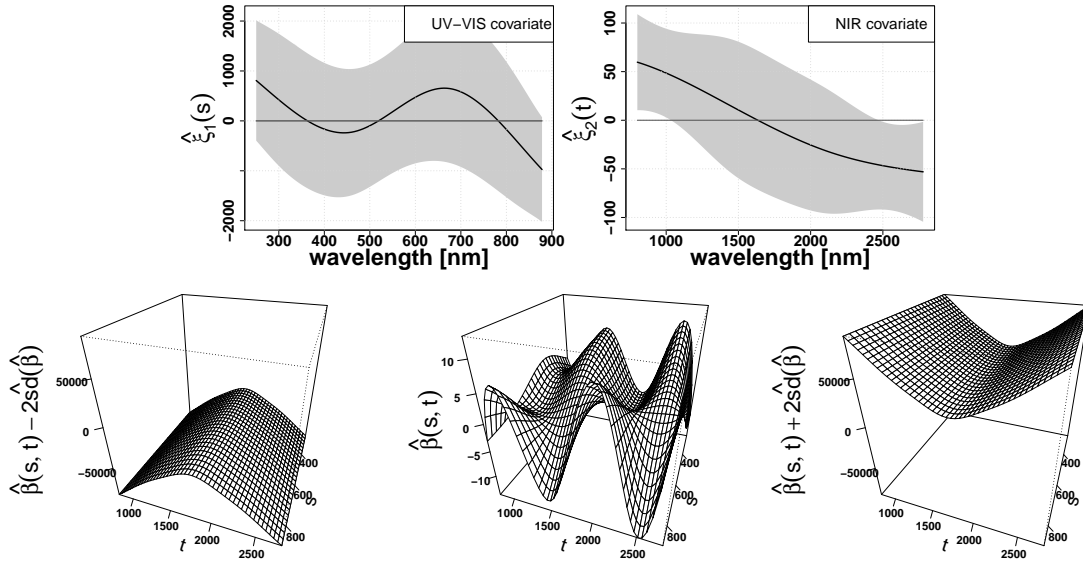 UV−VIS covariate
ξ̂₁(s)
2000
1000
0
−2000
300 400 500 600 700 800 900
wavelength [nm]
NIR covariate
ξ̂₂(t)
100
50
0
−50
−100
1000 1500 2000 2500
wavelength [nm]
β̂(s, t) − 2sd̂(β̂)
50000
0
−50000
1000
1500
2000
2500
t
400
600
800
s
β̂(s, t)
10
5
0
−5
−10
1000
1500
2000
2500
t
400
600
800
s
β̂(s, t) + 2sd̂(β̂)
50000
0
−50000
1000
1500
2000
2500
t
400
600
800
s